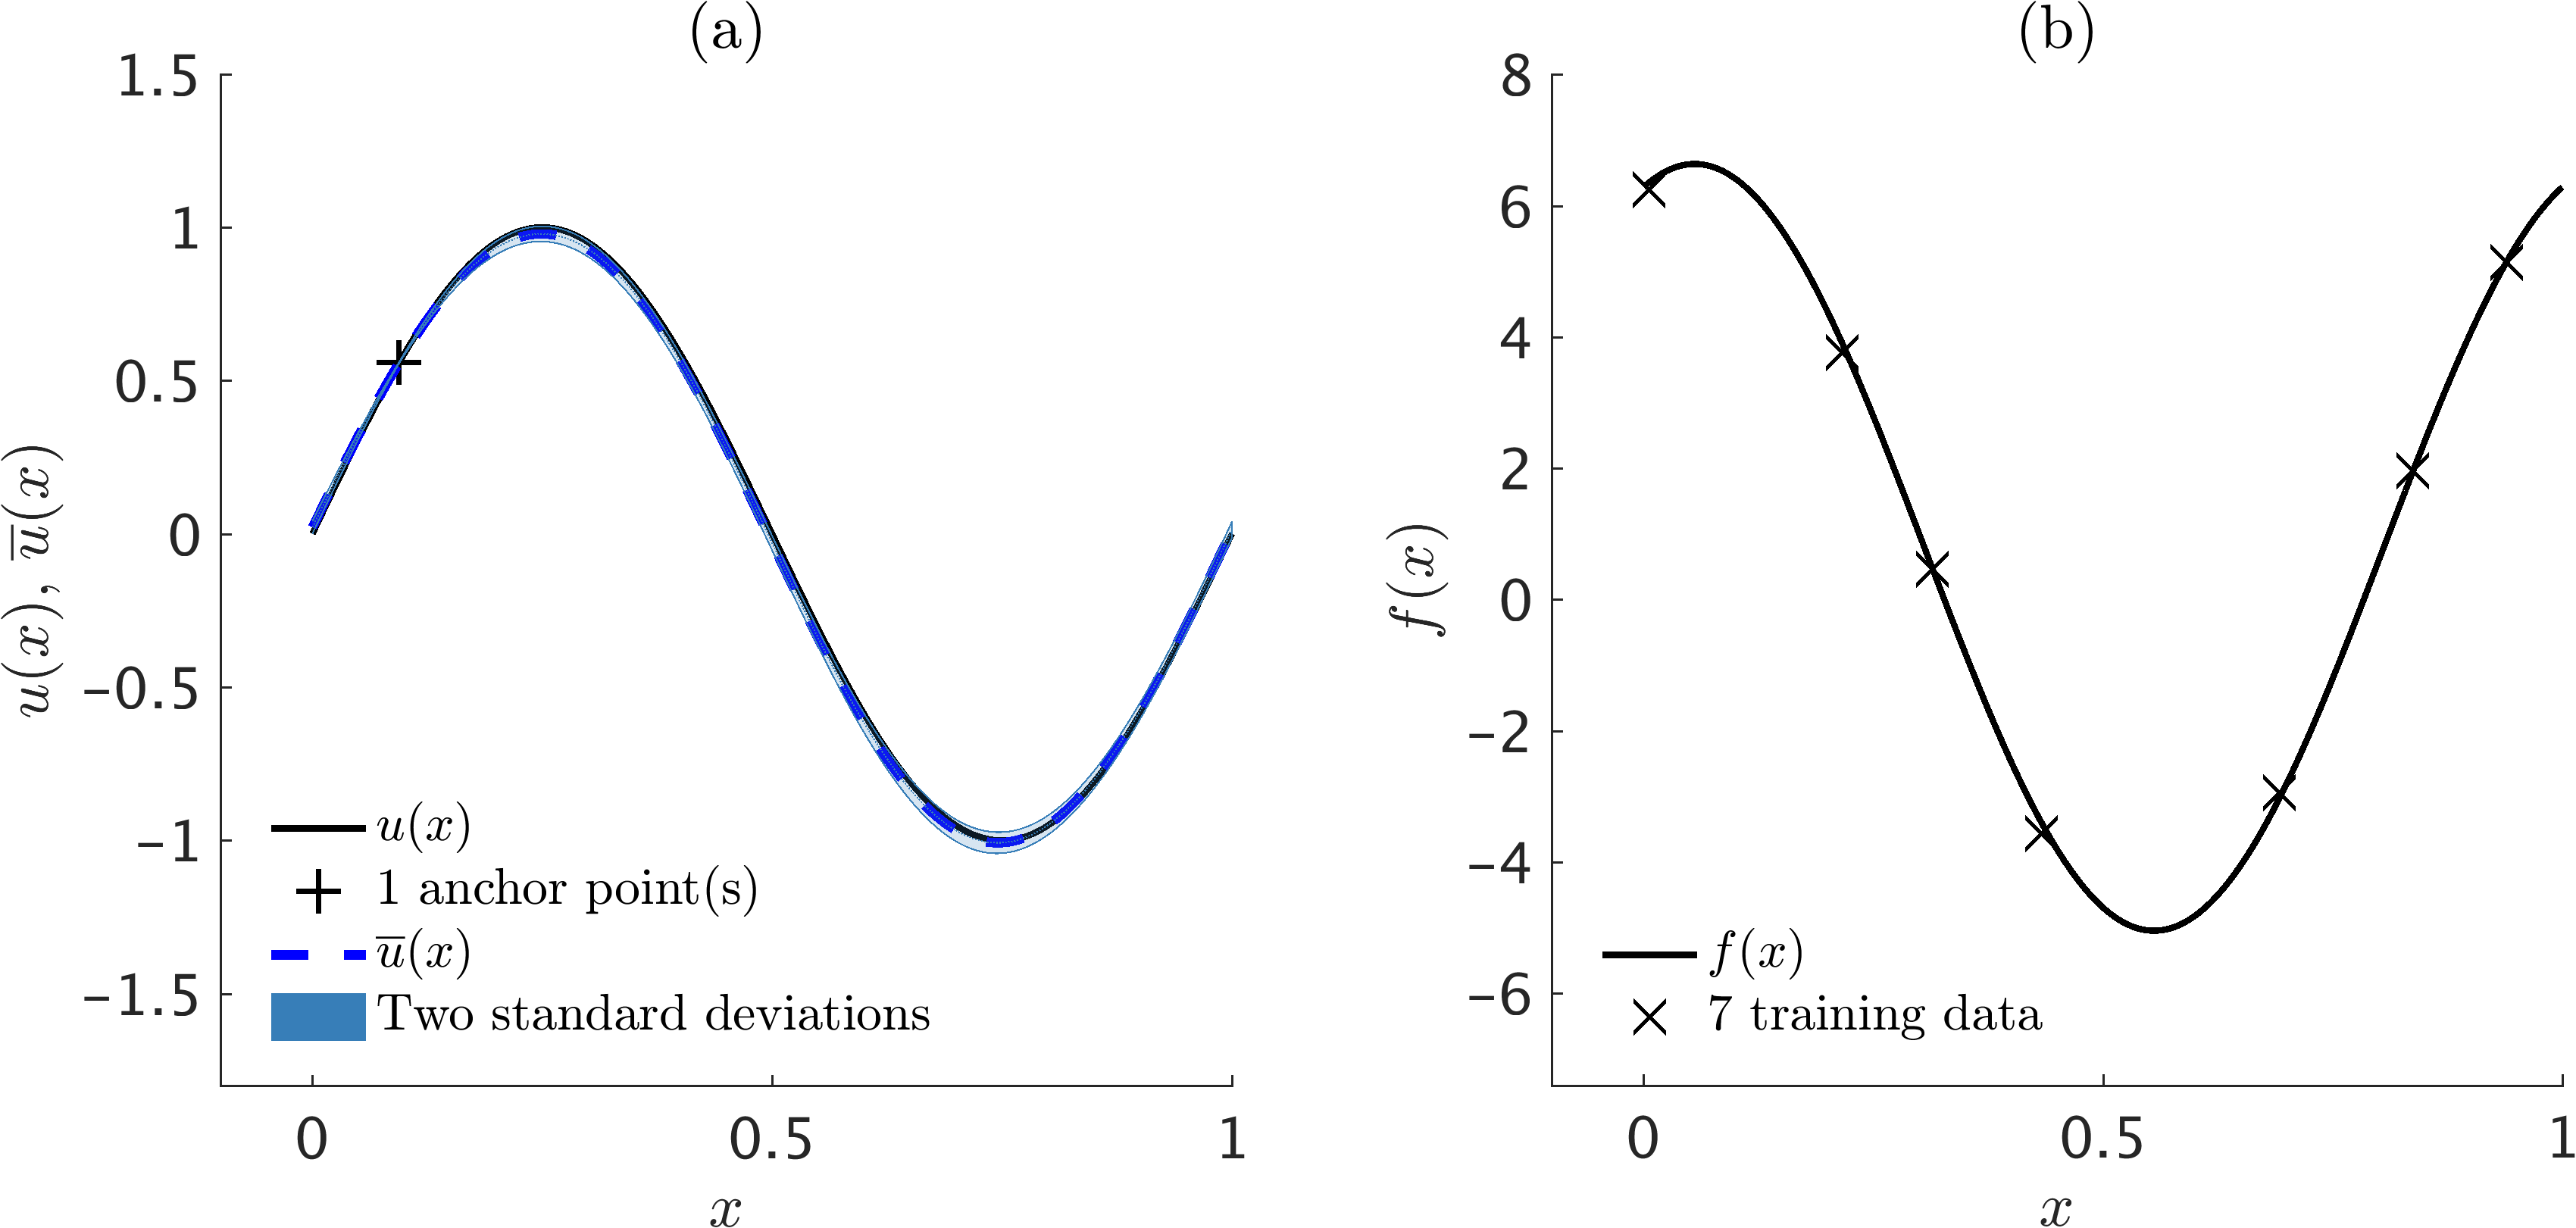 (a)
1.5
1
0.5
0
-0.5
-1
-1.5
u(x), u̅(x)
u(x)
1 anchor point(s)
u̅(x)
Two standard deviations
0 0.5 1
x
(b)
8
6
4
2
0
-2
-4
-6
f(x)
f(x)
7 training data
0 0.5 1
x